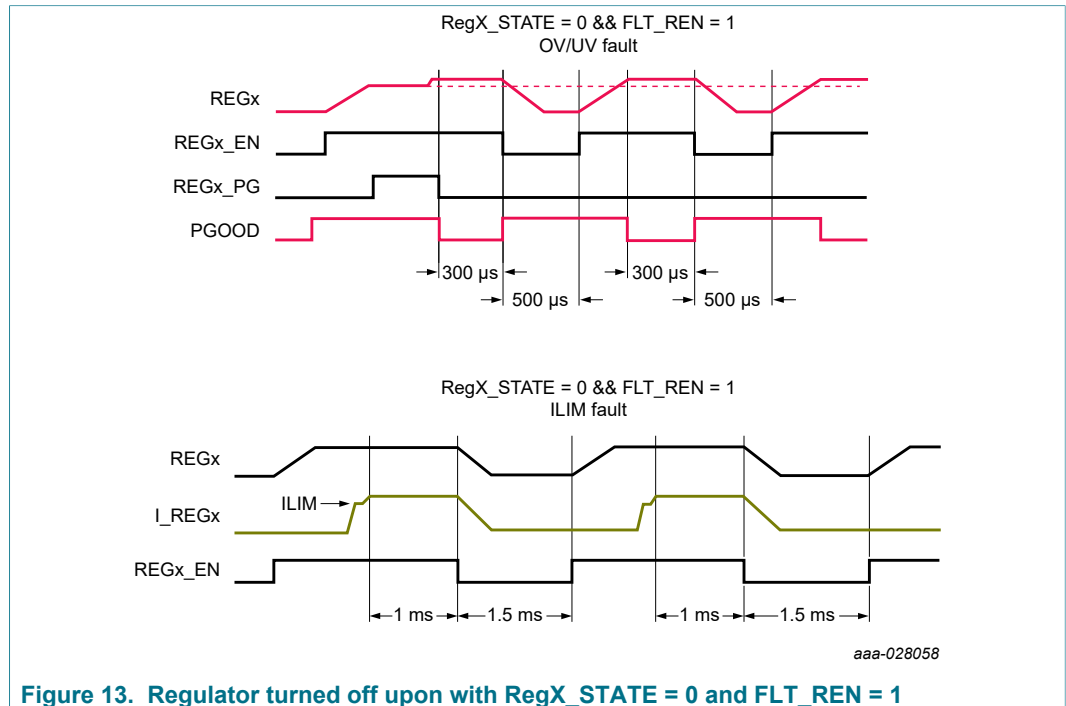 RegX_STATE = 0 && FLT_REN = 1
OV/UV fault
REGx
REGx_EN
REGx_PG
PGOOD
300 µs
300 µs
500 µs
500 µs
RegX_STATE = 0 && FLT_REN = 1
ILIM fault
REGx
ILIM
I_REGx
REGx_EN
1 ms
1.5 ms
1 ms
1.5 ms
aaa-028058
Figure 13. Regulator turned off upon with RegX_STATE = 0 and FLT_REN = 1